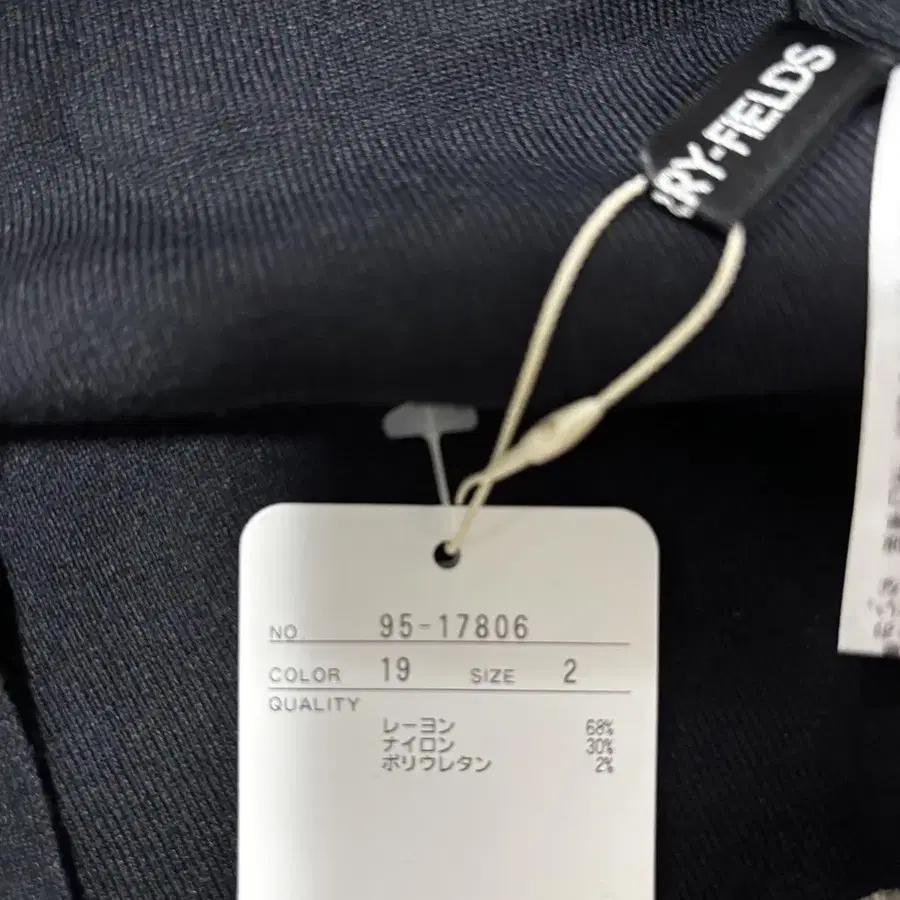 RY-FIELDS
NO. 95-17806
COLOR 19 SIZE 2
QUALITY
レーヨン 68%
ナイロン 30%
ポリウレタン 2%